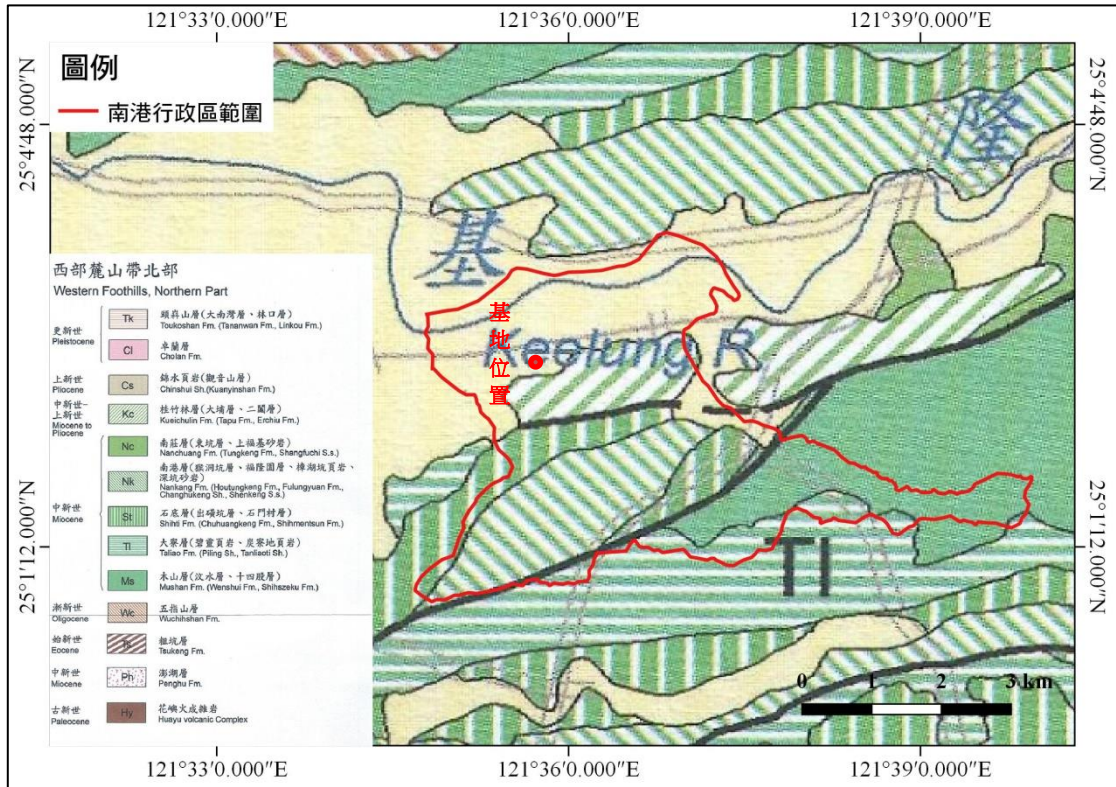 121°33'0.000"E
121°36'0.000"E
121°39'0.000"E
25°4'48.000"N
25°4'48.000"N
圖例
南港行政區範圍
基
隆
Keelung R.
基地位置
西部麓山帶北部
Western Foothills, Northern Part
更新世
Pleistocene
Tk
頭嵙山層(大南灣層、林口層)
Toukoshan Fm. (Tananwan Fm., Linkou Fm.)
Cl
卓蘭層
Cholan Fm.
上新世
Pliocene
Cs
錦水頁岩(觀音山層)
Chinshui Sh.(Kuanyinshan Fm.)
中新世-
上新世
Miocene to
Pliocene
Kc
桂竹林層(大埔層、二鬮層)
Kueichulin Fm. (Tapu Fm., Erchiu Fm.)
Nc
南莊層(東坑層、上福基砂岩)
Nanchuang Fm. (Tungkeng Fm., Shangfuchi S.s.)
Nk
南港層(猴洞坑層、福隆園層、樟湖坑頁岩、
深坑砂岩)
Nankang Fm. (Houtungkeng Fm., Fulungyuan Fm.,
Changhukeng Sh., Shenkeng S.s.)
中新世
Miocene
St
石底層(出磺坑層、石門村層)
Shihti Fm. (Chuhuangkeng Fm., Shihmentsun Fm.)
Tl
大寮層(碧靈頁岩、炭寮地頁岩)
Taliao Fm. (Piling Sh., Tanliaoti Sh.)
Ms
木山層(汶水層、十四股層)
Mushan Fm. (Wenshui Fm., Shihszeku Fm.)
漸新世
Oligocene
Wc
五指山層
Wuchihshan Fm.
始新世
Eocene
粗坑層
Tsukeng Fm.
中新世
Miocene
Ph
澎湖層
Penghu Fm.
古新世
Paleocene
Hy
花嶼火成雜岩
Huayu volcanic Complex
Tl
0 1 2 3 km
25°1'12.000"N
25°1'12.000"N
121°33'0.000"E
121°36'0.000"E
121°39'0.000"E